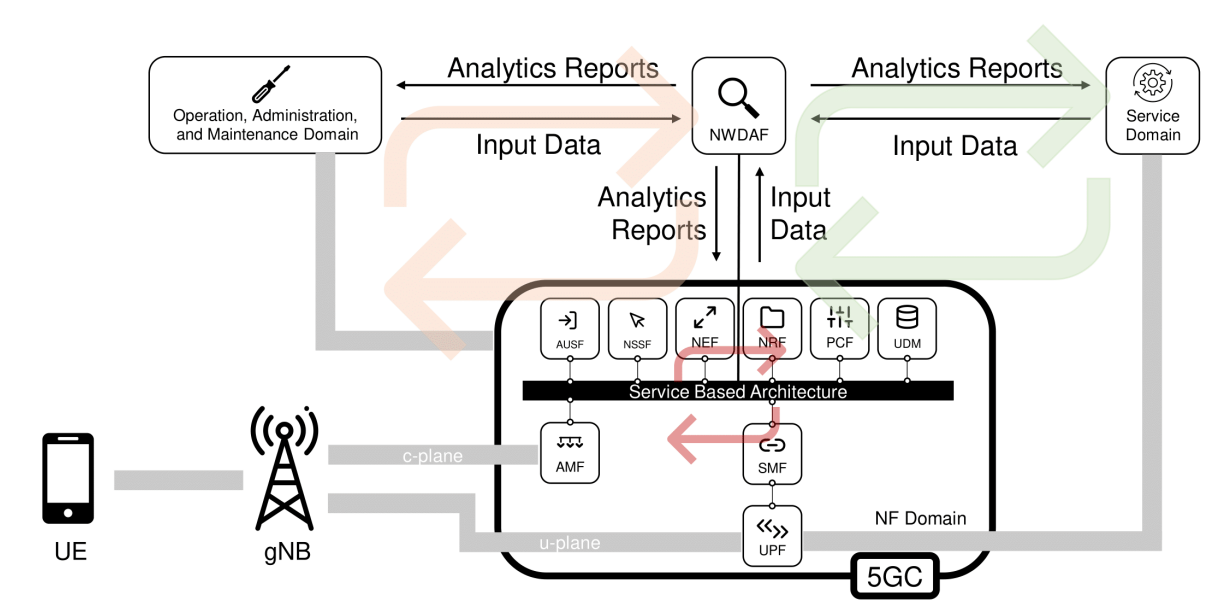 Analytics Reports
Analytics Reports
Operation, Administration,
and Maintenance Domain
NWDAF
Service
Domain
Input Data
Input Data
Analytics
Reports
Input
Data
AUSF
NSSF
NEF
NRF
PCF
UDM
Service Based Architecture
c-plane
AMF
SMF
NF Domain
u-plane
UPF
UE
gNB
5GC